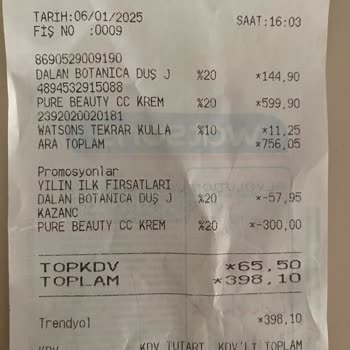 TARİH:06/01/2025 SAAT:16:03
FİŞ NO :0009
8690529009190
DALAN BOTANICA DUŞ J %20 *144,90
4894532915088
PURE BEAUTY CC KREM %20 *599,90
2392020020181
WATSONS TEKRAR KULLA %10 *11,25
ARA TOPLAM *756,05
Promosyonlar
YILIN ILK FIRSATLARI
DALAN BOTANICA DUŞ J %20 *-57,95
KAZANC
PURE BEAUTY CC KREM %20 *-300,00
TOPKDV *65,50
TOPLAM *398,10
Trendyol *398,10
KDV KDV TUTARI KDV'Lİ TOPLAM